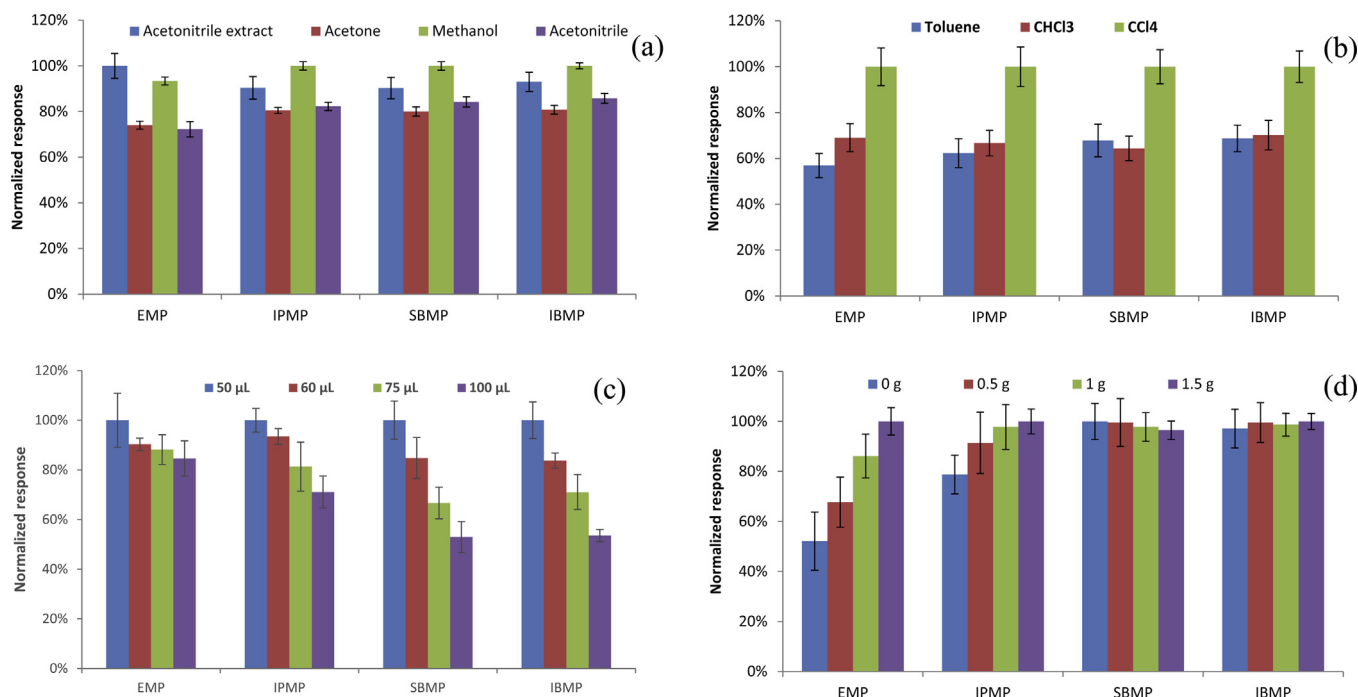 120%
100%
80%
60%
40%
20%
0%
Normalized response
Acetonitrile extract Acetone Methanol Acetonitrile
(a)
EMP IPMP SBMP IBMP
120%
100%
80%
60%
40%
20%
0%
Normalized response
Toluene CHCl3 CCl4
(b)
EMP IPMP SBMP IBMP
120%
100%
80%
60%
40%
20%
0%
Normalized response
50 µL 60 µL 75 µL 100 µL
(c)
EMP IPMP SBMP IBMP
120%
100%
80%
60%
40%
20%
0%
Normalized response
0 g 0.5 g 1 g 1.5 g
(d)
EMP IPMP SBMP IBMP